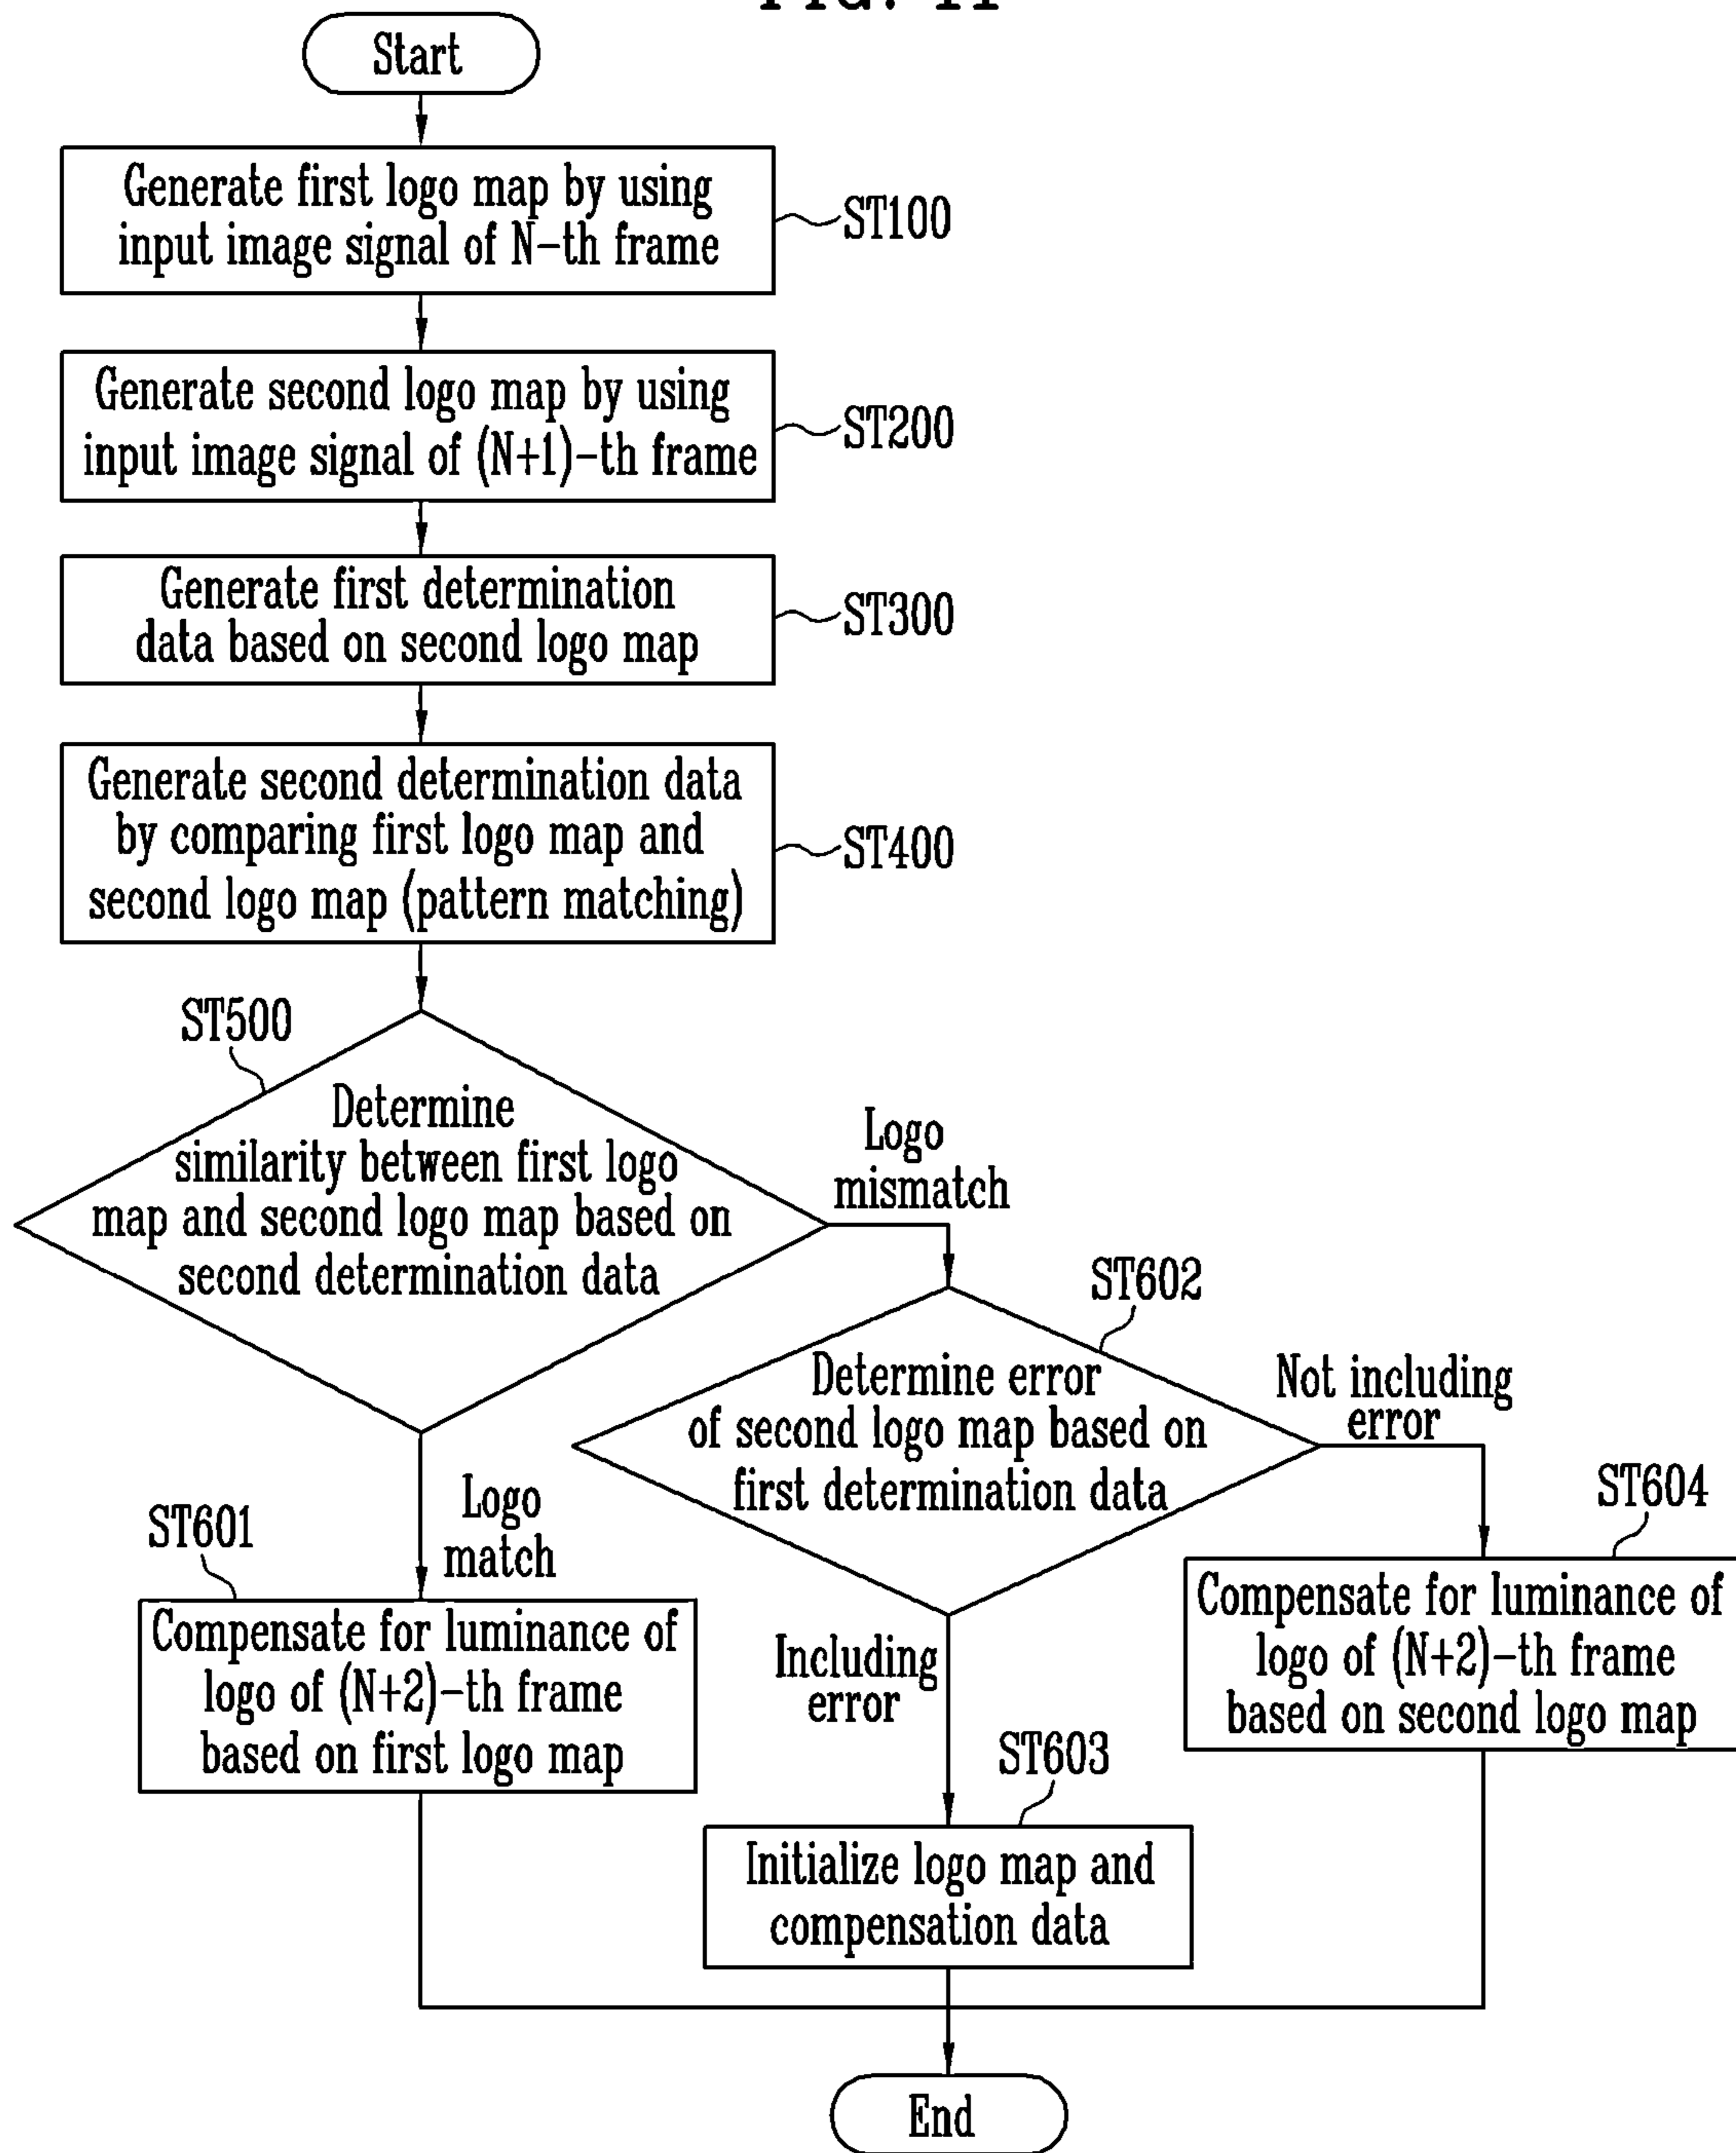 Start
Generate first logo map by using
input image signal of N-th frame
ST100
Generate second logo map by using
input image signal of (N+1)-th frame
ST200
Generate first determination
data based on second logo map
ST300
Generate second determination data
by comparing first logo map and
second logo map (pattern matching)
ST400
ST500
Determine
similarity between first logo
map and second logo map based on
second determination data
Logo
mismatch
ST602
Determine error
of second logo map based on
first determination data
Not including
error
ST604
Logo
match
ST601
Compensate for luminance of
logo of (N+2)-th frame
based on first logo map
Including
error
Compensate for luminance of
logo of (N+2)-th frame
based on second logo map
ST603
Initialize logo map and
compensation data
End